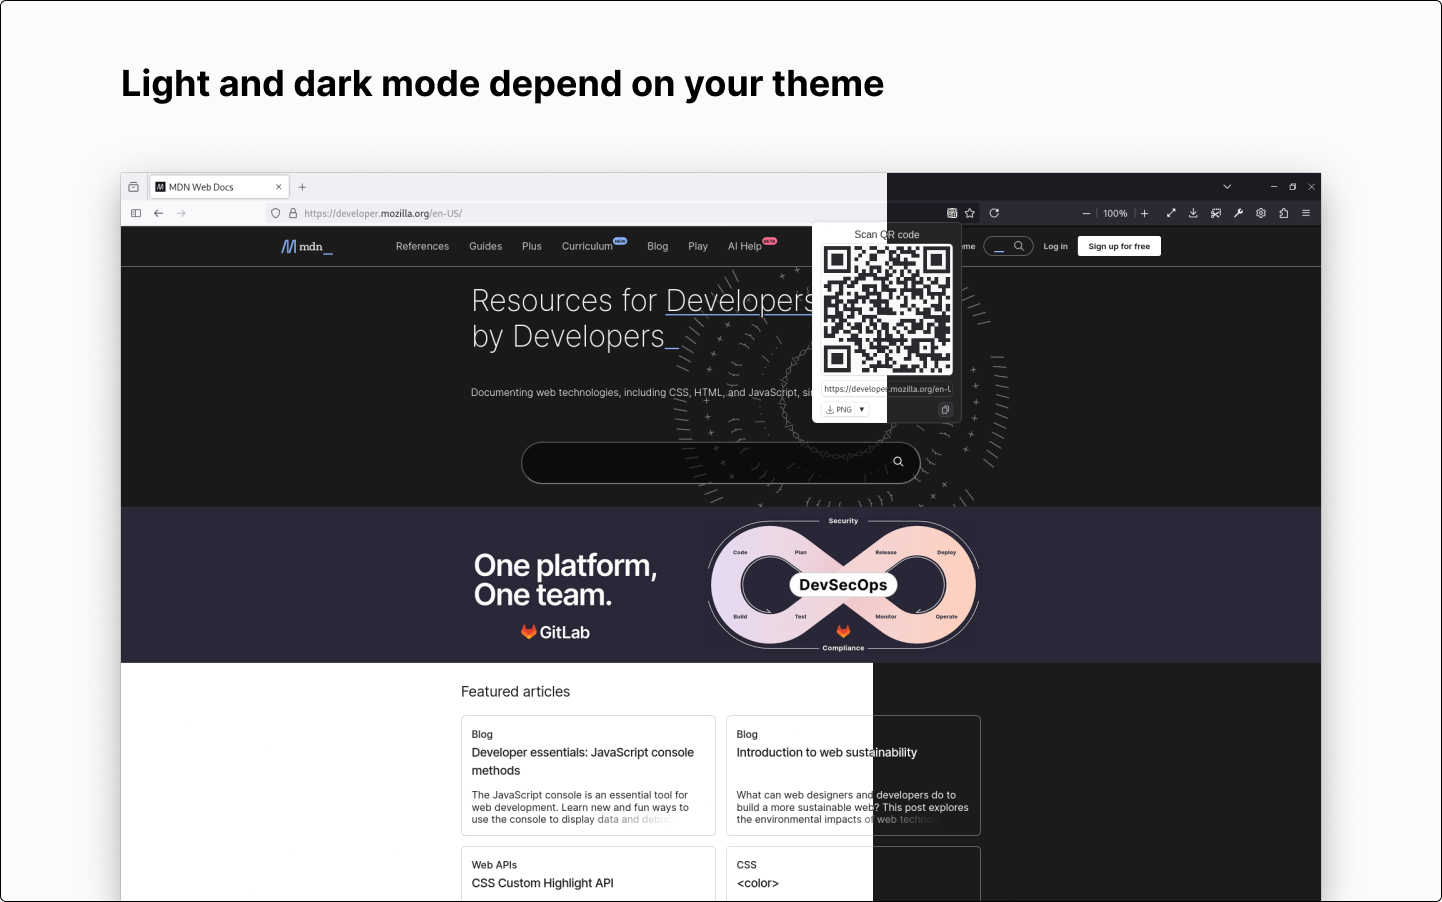 Light and dark mode depend on your theme
MDN Web Docs
https://developer.mozilla.org/en-US/
100%
mdn_
References
Guides
Plus
Curriculum NEW
Blog
Play
AI Help BETA
Log in
Sign up for free
Scan QR code
https://developer.mozilla.org/en-U
PNG
Resources for Developers
by Developers_
Documenting web technologies, including CSS, HTML, and JavaScript,
One platform,
One team.
GitLab
Security
Code
Plan
Release
Deploy
DevSecOps
Build
Test
Monitor
Operate
Compliance
Featured articles
Blog
Developer essentials: JavaScript console
methods
The JavaScript console is an essential tool for
web development. Learn new and fun ways to
use the console to display data and debu
Blog
Introduction to web sustainability
What can web designers and developers do to
build a more sustainable web? This post explores
the environmental impacts of web techno
Web APIs
CSS Custom Highlight API
CSS
<color>